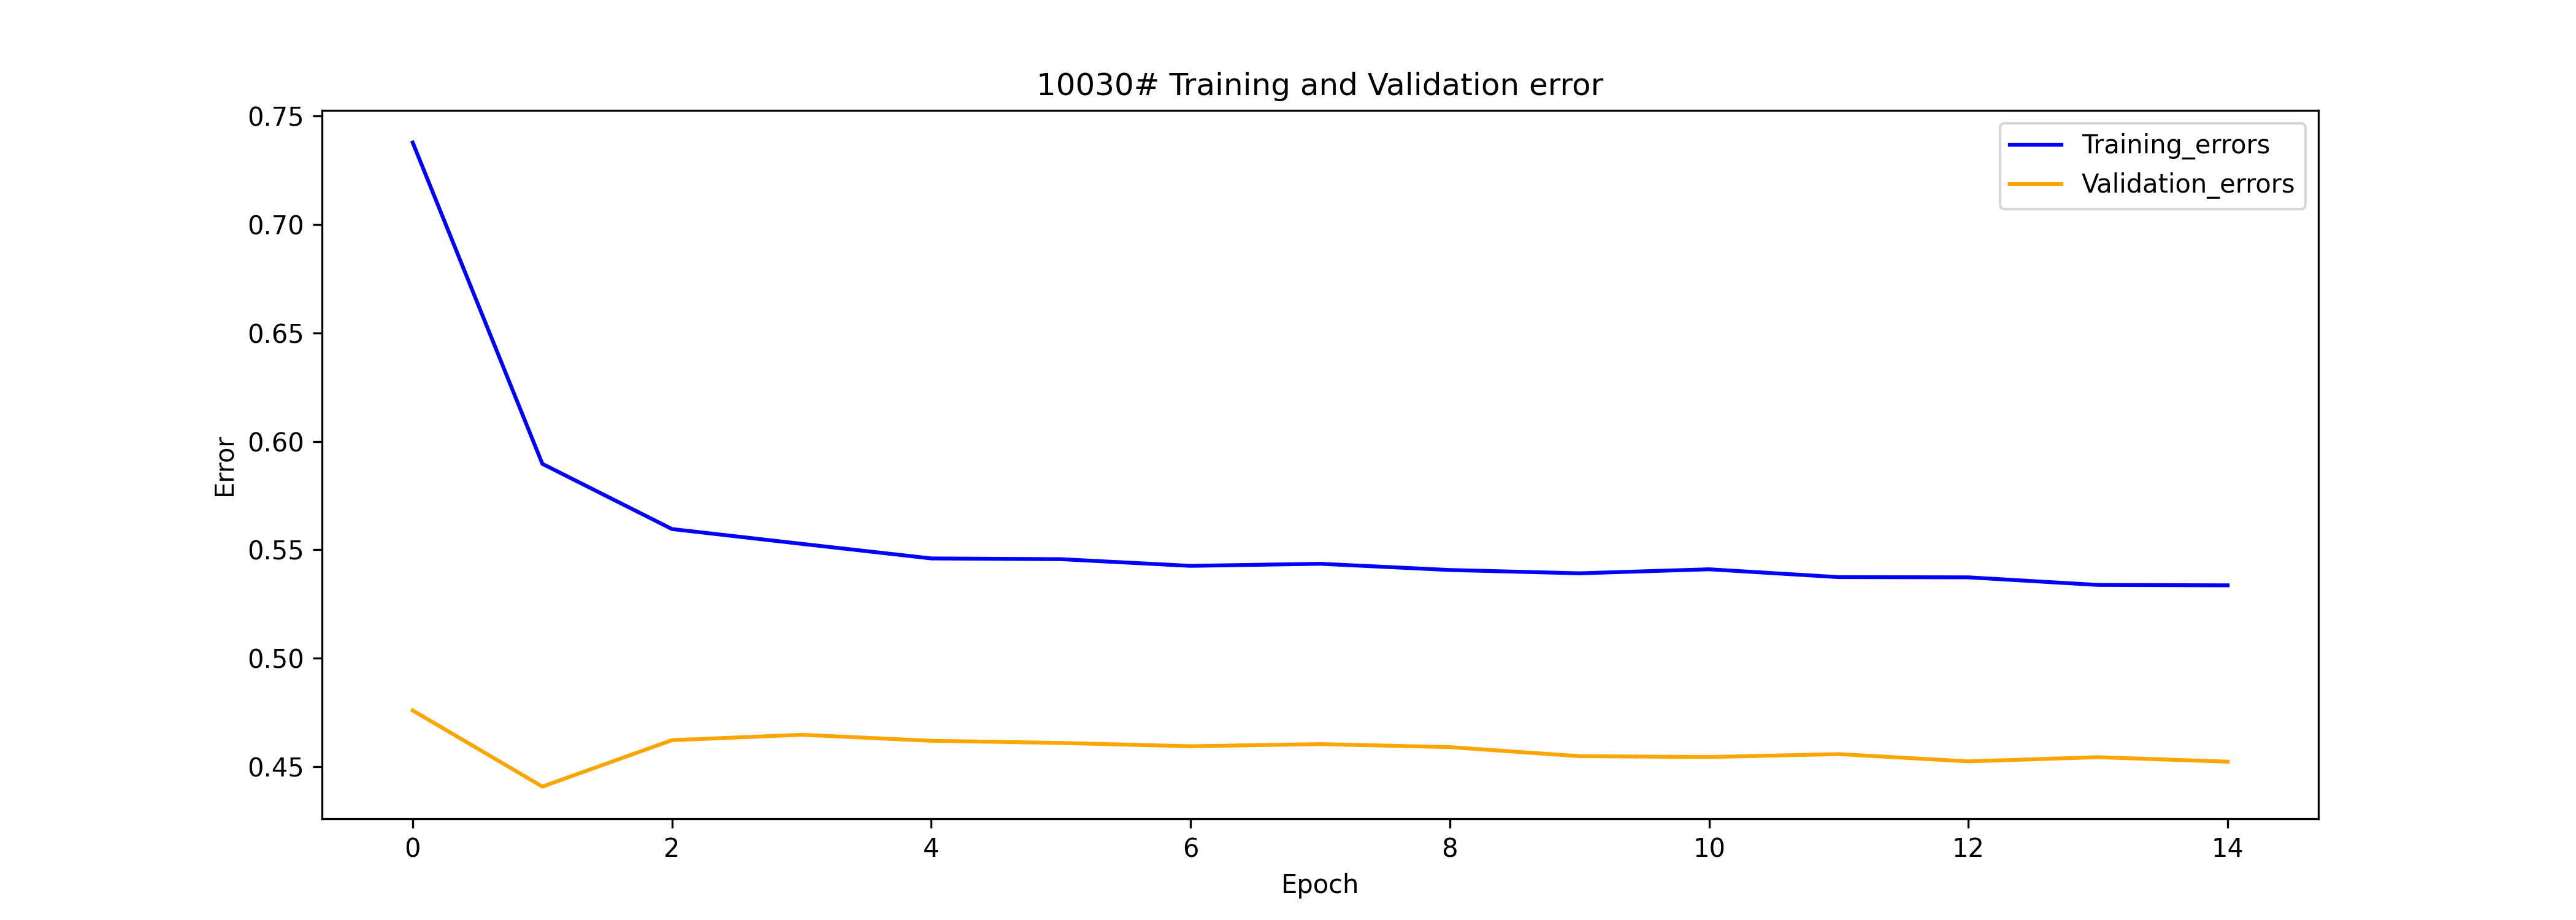 10030# Training and Validation error
Training_errors
Validation_errors
0.75
0.70
0.65
0.60
0.55
0.50
0.45
Error
0 2 4 6 8 10 12 14
Epoch